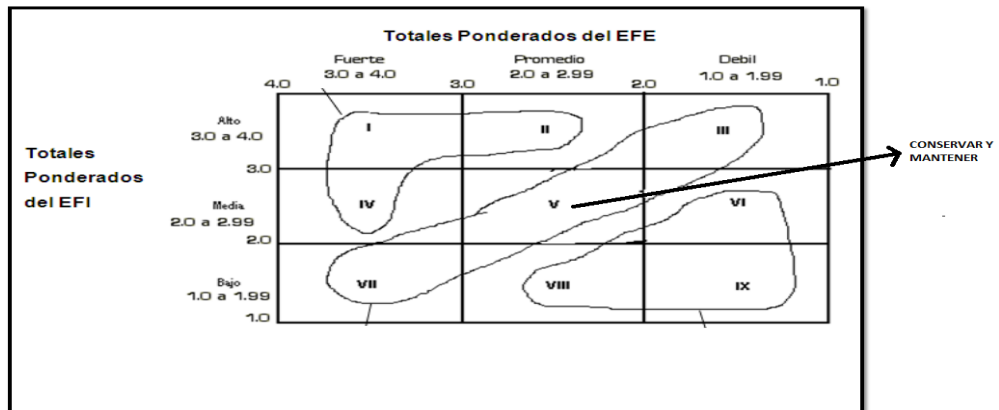 Totales Ponderados del EFE
Fuerte
3.0 a 4.0
Promedio
2.0 a 2.99
Debil
1.0 a 1.99
4.0
3.0
2.0
1.0
Alto
3.0 a 4.0
I
II
III
CONSERVAR Y
MANTENER
Totales
Ponderados
del EFI
3.0
Media
2.0 a 2.99
IV
V
VI
2.0
Bajo
1.0 a 1.99
VII
VIII
IX
1.0